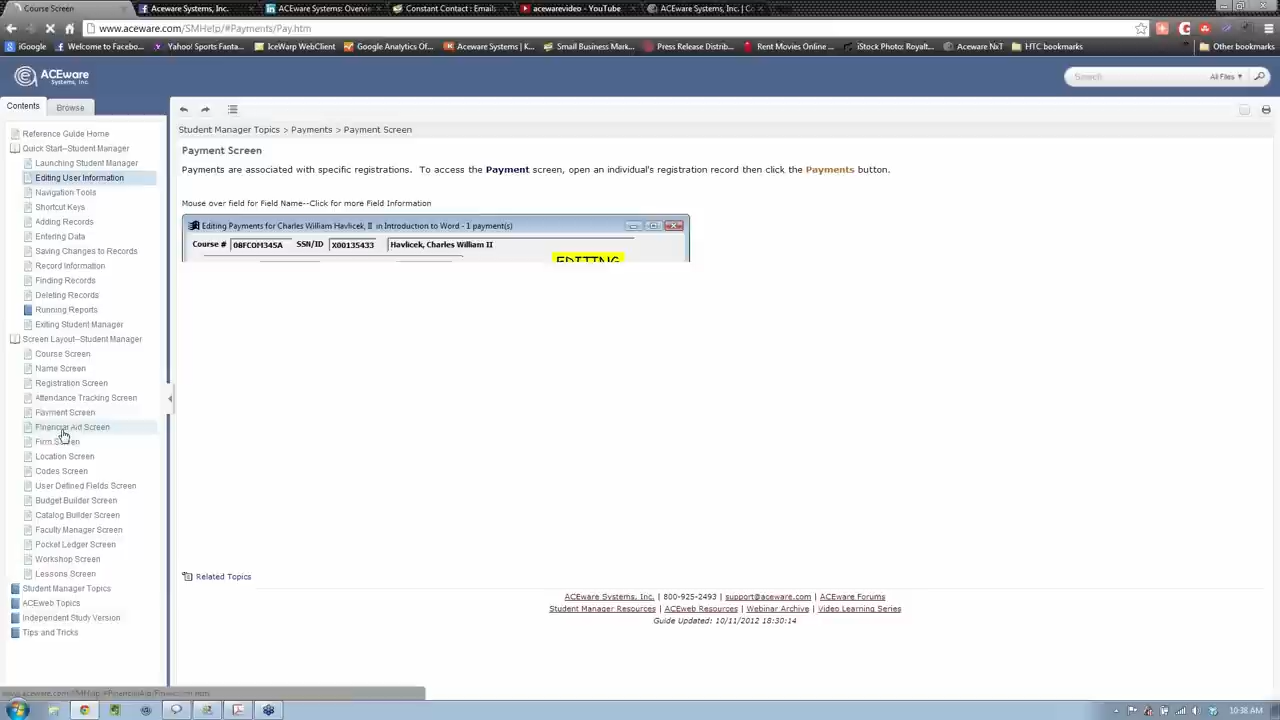 Course Screen
Aceware Systems, Inc.
ACEware Systems: Overvie
Constant Contact : Emails
acewarevideo - YouTube
ACEware Systems, Inc. (
www.aceware.com/SMHelp/#Payments/Pay.htm
iGoogle
Welcome to Facebo...
Yahoo! Sports Fanta...
IceWarp WebClient
Google Analytics Of...
Aceware Systems | K...
Small Business Mark...
Press Release Distrib...
Rent Movies Online ...
iStock Photo: Royalt...
Aceware NxT
HTC bookmarks
Other bookmarks
ACEware
Systems, Inc.
Search
All Files
Contents
Browse
Reference Guide Home
Quick Start--Student Manager
Launching Student Manager
Editing User Information
Navigation Tools
Shortcut Keys
Adding Records
Entering Data
Saving Changes to Records
Record Information
Finding Records
Deleting Records
Running Reports
Exiting Student Manager
Screen Layout--Student Manager
Course Screen
Name Screen
Registration Screen
Attendance Tracking Screen
Payment Screen
Financial Aid Screen
Firm Screen
Location Screen
Codes Screen
User Defined Fields Screen
Budget Builder Screen
Catalog Builder Screen
Faculty Manager Screen
Pocket Ledger Screen
Workshop Screen
Lessons Screen
Student Manager Topics
ACEweb Topics
Independent Study Version
Tips and Tricks
Student Manager Topics > Payments > Payment Screen
Payment Screen
Payments are associated with specific registrations. To access the Payment screen, open an individual's registration record then click the Payments button.
Mouse over field for Field Name--Click for more Field Information
Editing Payments for Charles William Havlicek, II in Introduction to Word - 1 payment(s)
Course # 08FCOM345A SSN/ID X00135433 Havlicek, Charles William II
EDITING
Related Topics
ACEware Systems, Inc. | 800-925-2493 | support@aceware.com | ACEware Forums
Student Manager Resources | ACEweb Resources | Webinar Archive | Video Learning Series
Guide Updated: 10/11/2012 18:30:14
10:38 AM